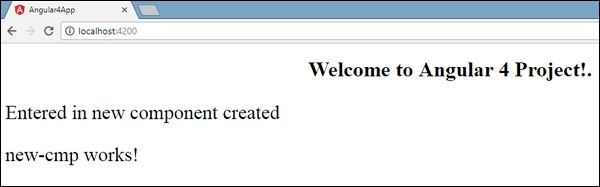 Angular4App
localhost:4200
Welcome to Angular 4 Project!.
Entered in new component created
new-cmp works!